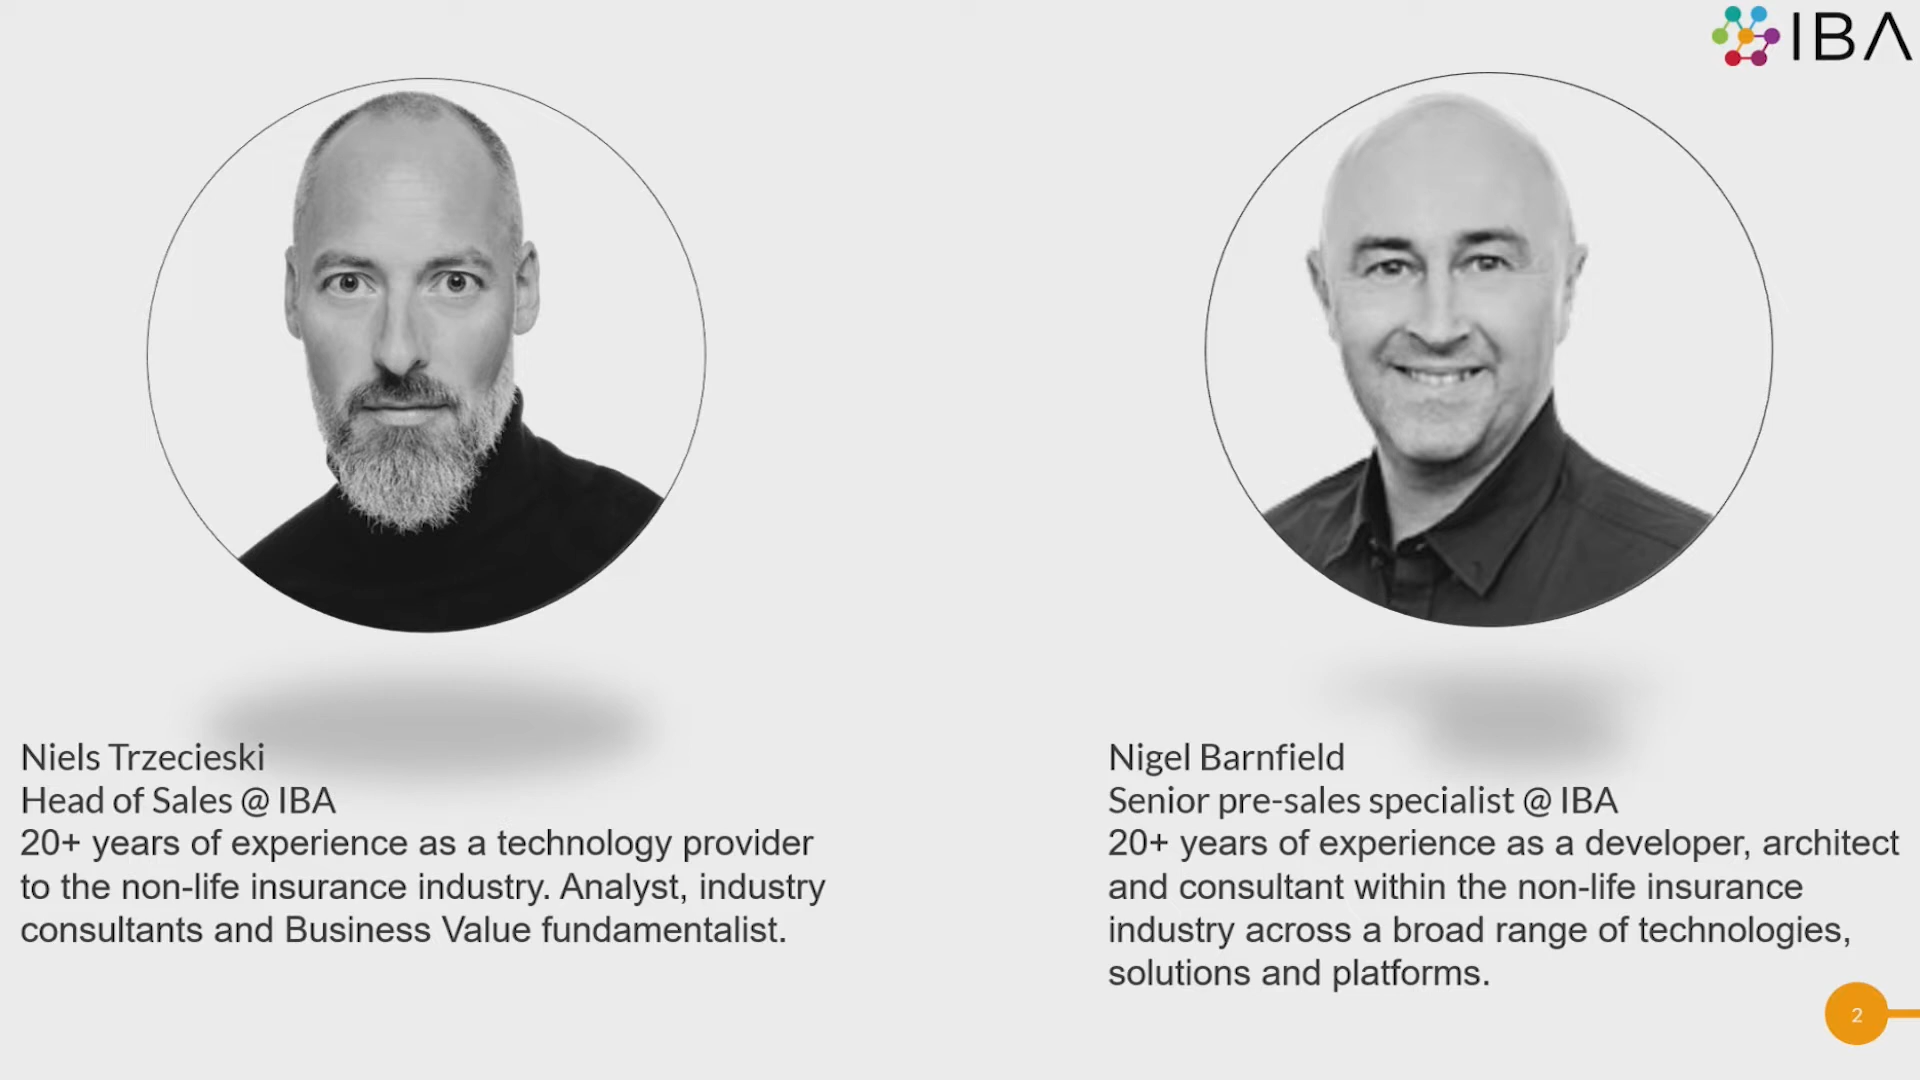 IBA
Niels Trzecieski
Head of Sales @ IBA
20+ years of experience as a technology provider
to the non-life insurance industry. Analyst, industry
consultants and Business Value fundamentalist.
Nigel Barnfield
Senior pre-sales specialist @ IBA
20+ years of experience as a developer, architect
and consultant within the non-life insurance
industry across a broad range of technologies,
solutions and platforms.
2